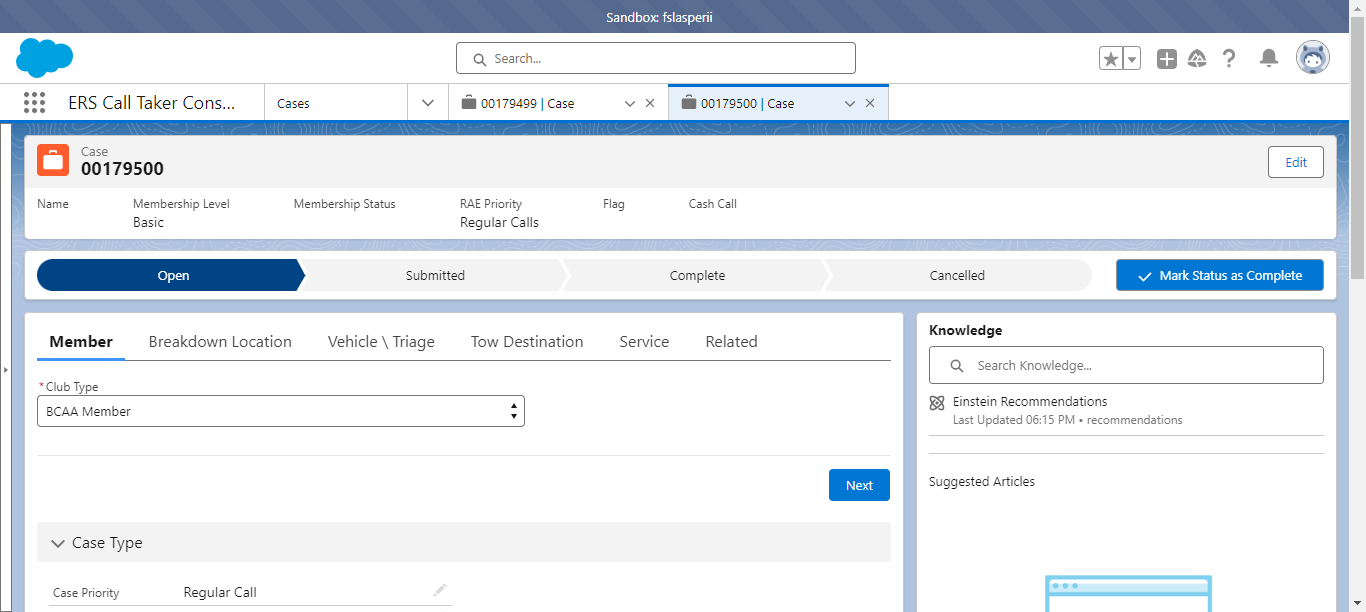 Sandbox: fslasperii
Search...
ERS Call Taker Cons...
Cases
00179499 | Case
00179500 | Case
Case
00179500
Edit
Name
Membership Level
Membership Status
RAE Priority
Flag
Cash Call
Basic
Regular Calls
Open
Submitted
Complete
Cancelled
Mark Status as Complete
Member
Breakdown Location
Vehicle \ Triage
Tow Destination
Service
Related
*Club Type
BCAA Member
Next
Case Type
Case Priority
Regular Call
Knowledge
Search Knowledge...
Einstein Recommendations
Last Updated 06:15 PM • recommendations
Suggested Articles